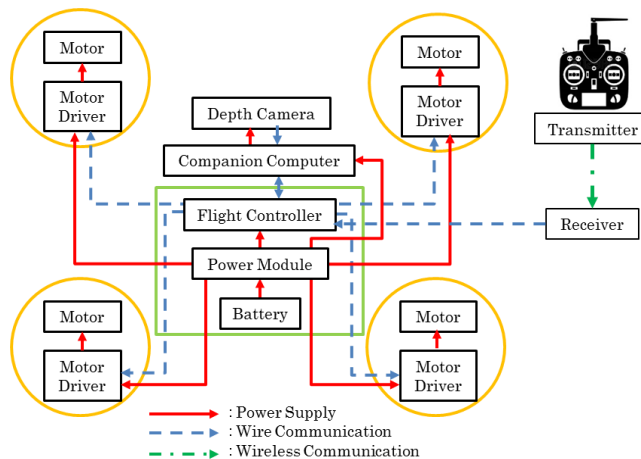 Motor
Motor
Driver
Motor
Motor
Driver
Depth Camera
Companion Computer
Transmitter
Flight Controller
Receiver
Power Module
Battery
Motor
Motor
Driver
Motor
Motor
Driver
: Power Supply
: Wire Communication
: Wireless Communication